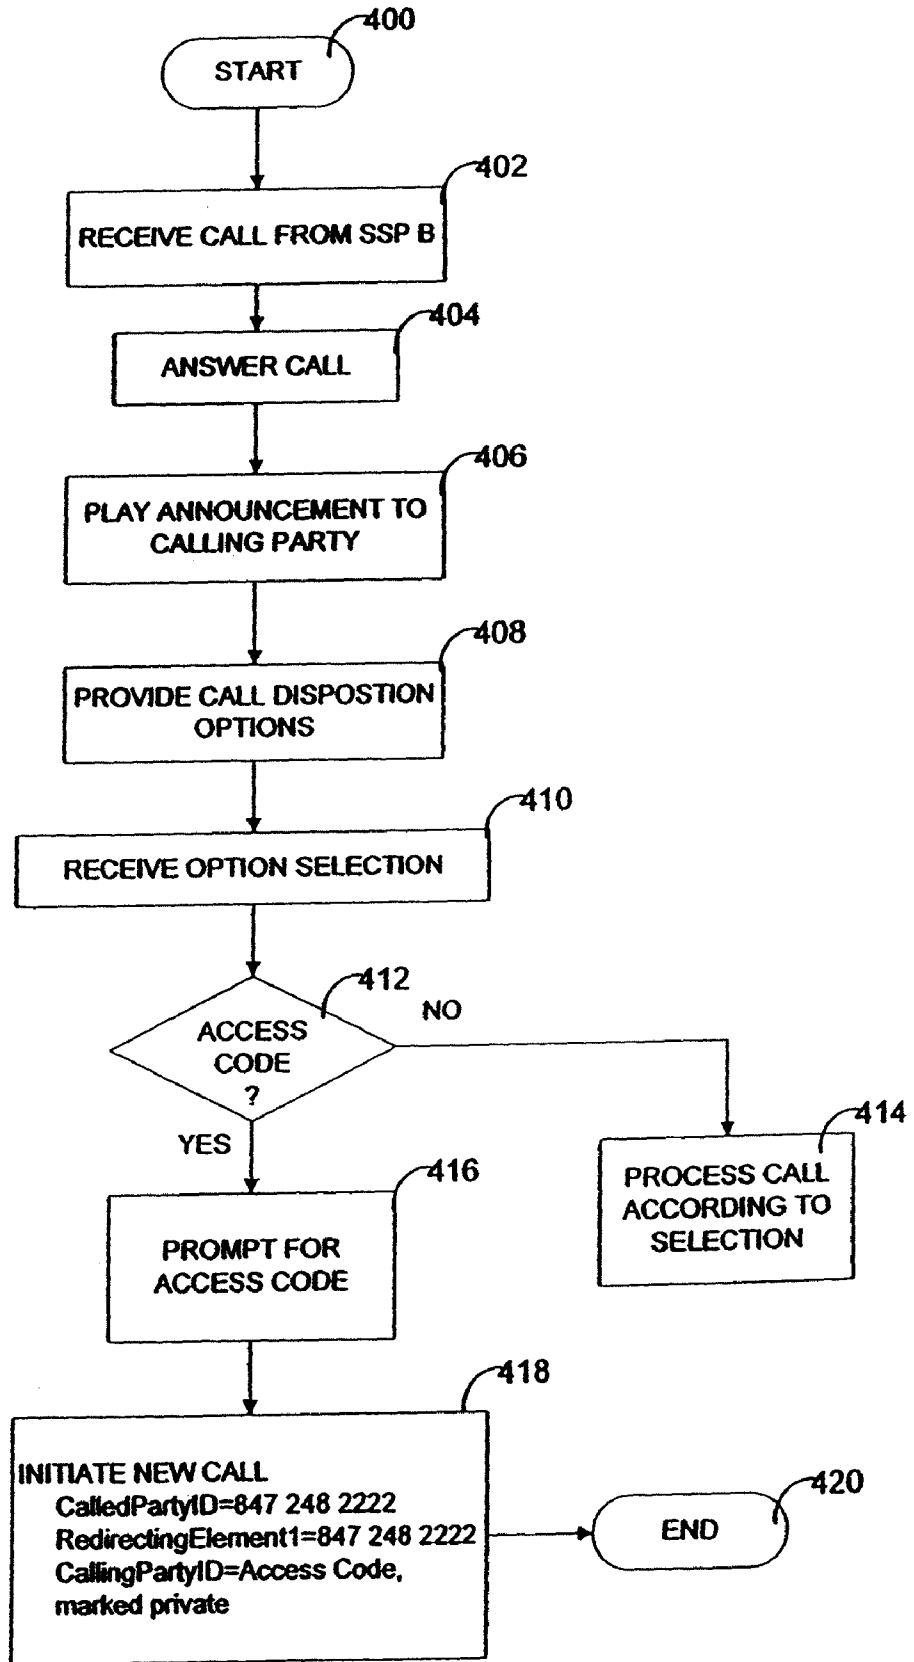 400
START
402
RECEIVE CALL FROM SSP B
404
ANSWER CALL
406
PLAY ANNOUNCEMENT TO
CALLING PARTY
408
PROVIDE CALL DISPOSTION
OPTIONS
410
RECEIVE OPTION SELECTION
412
ACCESS
CODE
?
NO
YES
414
PROCESS CALL
ACCORDING TO
SELECTION
416
PROMPT FOR
ACCESS CODE
418
INITIATE NEW CALL
CalledPartyID=847 248 2222
RedirectingElement1=847 248 2222
CallingPartyID=Access Code,
marked private
420
END